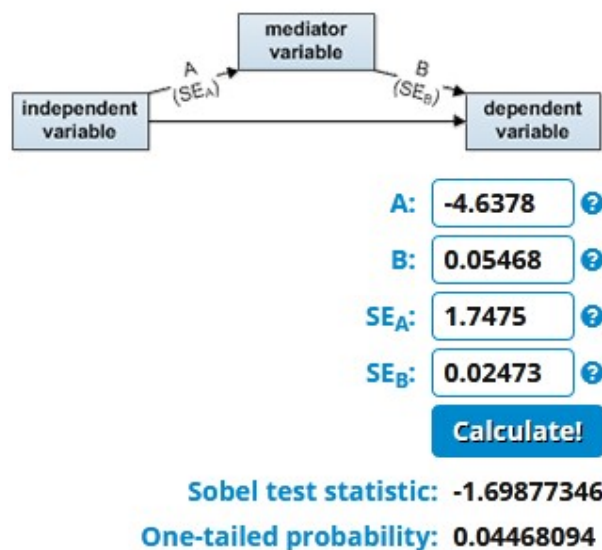 mediator
variable
A
(SEA)
B
(SEB)
independent
variable
dependent
variable
A: -4.6378 ?
B: 0.05468 ?
SEA: 1.7475 ?
SEB: 0.02473 ?
Calculate!
Sobel test statistic: -1.69877346
One-tailed probability: 0.04468094